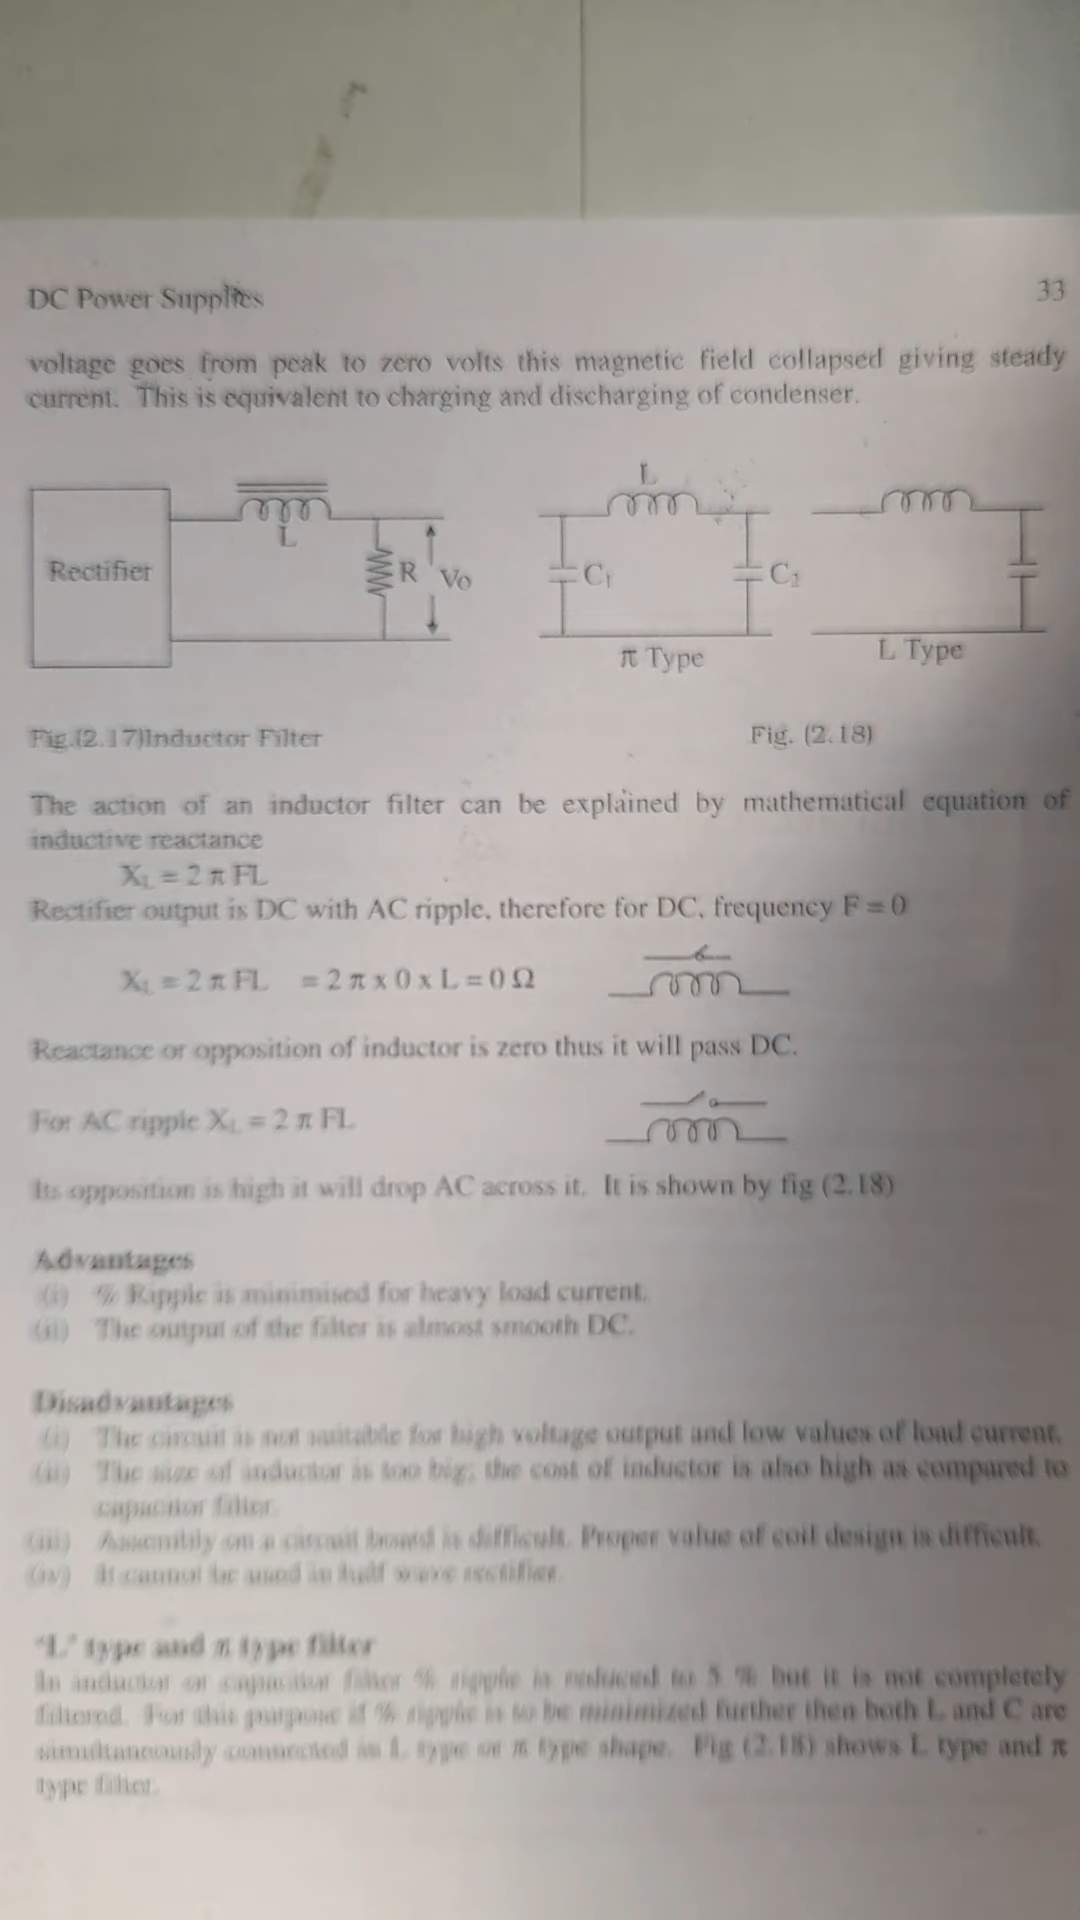 DC Power Supplies
33
voltage goes from peak to zero volts this magnetic field collapsed giving steady
current. This is equivalent to charging and discharging of condenser.
Rectifier
L
R
Vo
L
C₁
C₂
π Type
L Type
Fig.(2.17)Inductor Filter
Fig. (2.18)
The action of an inductor filter can be explained by mathematical equation of
inductive reactance
X_L = 2 π FL
Rectifier output is DC with AC ripple, therefore for DC, frequency F = 0
X_L = 2 π FL = 2 π x 0 x L = 0 Ω
Reactance or opposition of inductor is zero thus it will pass DC.
For AC ripple X_L = 2 π FL
Its opposition is high it will drop AC across it. It is shown by fig (2.18)
Advantages
(i) % Ripple is minimised for heavy load current.
(ii) The output of the filter is almost smooth DC.
Disadvantages
(i) The circuit is not suitable for high voltage output and low values of load current.
(ii) The size of inductor is too big; the cost of inductor is also high as compared to
capacitor filter.
(iii) Assembly on a circuit board is difficult. Proper value of coil design is difficult.
(iv) It cannot be used in half wave rectifier.
"L" type and π type filter
In inductor or capacitor filter % ripple is reduced to 5 % but it is not completely
filtered. For this purpose if % ripple is to be minimized further then both L and C are
simultaneously connected in L type or π type shape. Fig (2.18) shows L type and π
type filter.